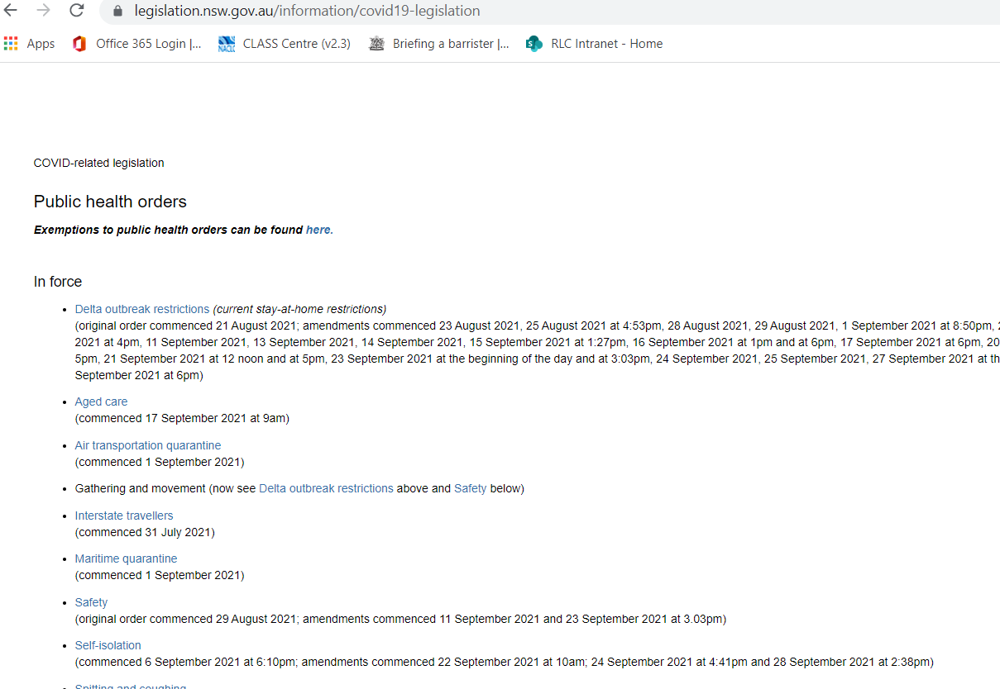 legislation.nsw.gov.au/information/covid19-legislation
Apps Office 365 Login |... CLASS Centre (v2.3) Briefing a barrister |... RLC Intranet - Home
COVID-related legislation
Public health orders
Exemptions to public health orders can be found here.
In force
• Delta outbreak restrictions (current stay-at-home restrictions)
(original order commenced 21 August 2021; amendments commenced 23 August 2021, 25 August 2021 at 4:53pm, 28 August 2021, 29 August 2021, 1 September 2021 at 8:50pm,
2021 at 4pm, 11 September 2021, 13 September 2021, 14 September 2021, 15 September 2021 at 1:27pm, 16 September 2021 at 1pm and at 6pm, 17 September 2021 at 6pm, 20
5pm, 21 September 2021 at 12 noon and at 5pm, 23 September 2021 at the beginning of the day and at 3:03pm, 24 September 2021, 25 September 2021, 27 September 2021 at th
September 2021 at 6pm)
• Aged care
(commenced 17 September 2021 at 9am)
• Air transportation quarantine
(commenced 1 September 2021)
• Gathering and movement (now see Delta outbreak restrictions above and Safety below)
• Interstate travellers
(commenced 31 July 2021)
• Maritime quarantine
(commenced 1 September 2021)
• Safety
(original order commenced 29 August 2021; amendments commenced 11 September 2021 and 23 September 2021 at 3.03pm)
• Self-isolation
(commenced 6 September 2021 at 6:10pm; amendments commenced 22 September 2021 at 10am; 24 September 2021 at 4:41pm and 28 September 2021 at 2:38pm)
• Spitting and coughing